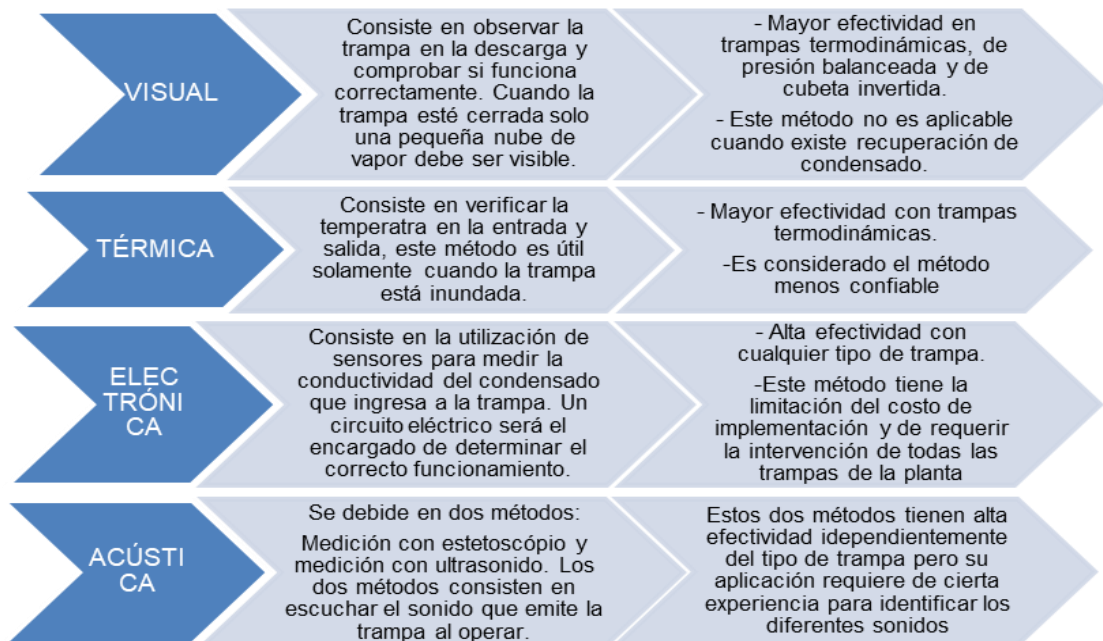 VISUAL
Consiste en observar la
trampa en la descarga y
comprobar si funciona
correctamente. Cuando la
trampa esté cerrada solo
una pequeña nube de
vapor debe ser visible.
- Mayor efectividad en
trampas termodinámicas, de
presión balanceada y de
cubeta invertida.
- Este método no es aplicable
cuando existe recuperación de
condensado.
TÉRMICA
Consiste en verificar la
temperatra en la entrada y
salida, este método es útil
solamente cuando la trampa
está inundada.
- Mayor efectividad con trampas
termodinámicas.
-Es considerado el método
menos confiable
ELEC
TRÓNI
CA
Consiste en la utilización de
sensores para medir la
conductividad del condensado
que ingresa a la trampa. Un
circuito eléctrico será el
encargado de determinar el
correcto funcionamiento.
- Alta efectividad con
cualquier tipo de trampa.
-Este método tiene la
limitación del costo de
implementación y de requerir
la intervención de todas las
trampas de la planta
ACÚSTI
CA
Se debide en dos métodos:
Medición con estetoscópio y
medición con ultrasonido. Los
dos métodos consisten en
escuchar el sonido que emite la
trampa al operar.
Estos dos métodos tienen alta
efectividad idependientemente
del tipo de trampa pero su
aplicación requiere de cierta
experiencia para identificar los
diferentes sonidos